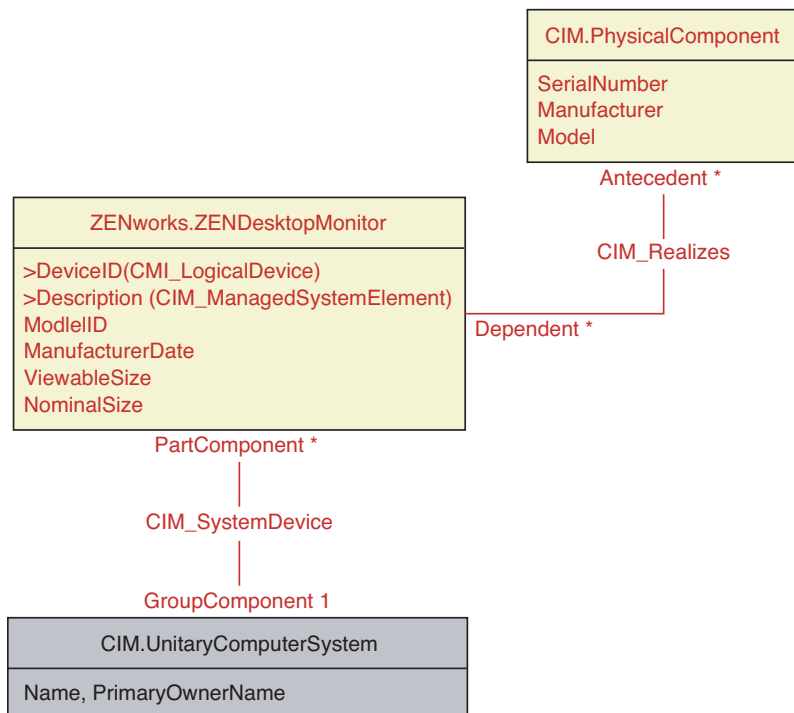 CIM.PhysicalComponent
SerialNumber
Manufacturer
Model
Antecedent *
CIM_Realizes
Dependent *
ZENworks.ZENDesktopMonitor
>DeviceID(CMI_LogicalDevice)
>Description (CIM_ManagedSystemElement)
ModlelID
ManufacturerDate
ViewableSize
NominalSize
PartComponent *
CIM_SystemDevice
GroupComponent 1
CIM.UnitaryComputerSystem
Name, PrimaryOwnerName